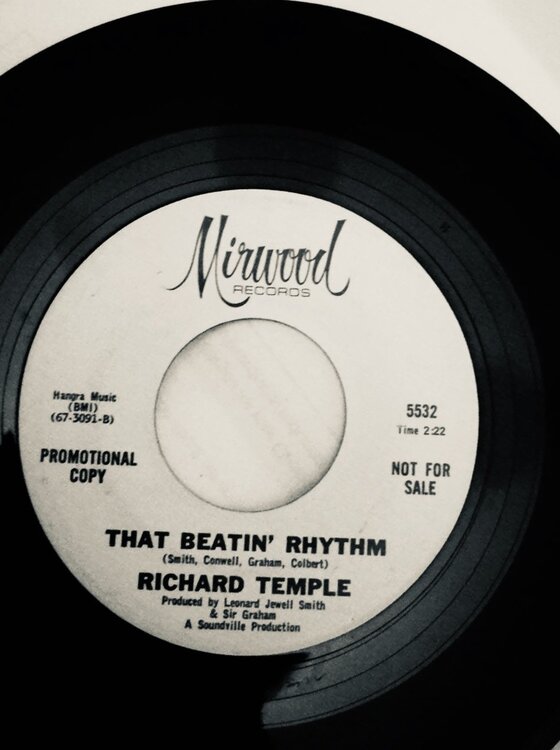 Mirwood
RECORDS
Hangra Music
(BMI)
(67-3091-B)
PROMOTIONAL
COPY
5532
Time 2:22
NOT FOR
SALE
THAT BEATIN' RHYTHM
(Smith, Conwell, Graham, Colbert)
RICHARD TEMPLE
Produced by Leonard Jewell Smith
& Sir Graham
A Soundville Production